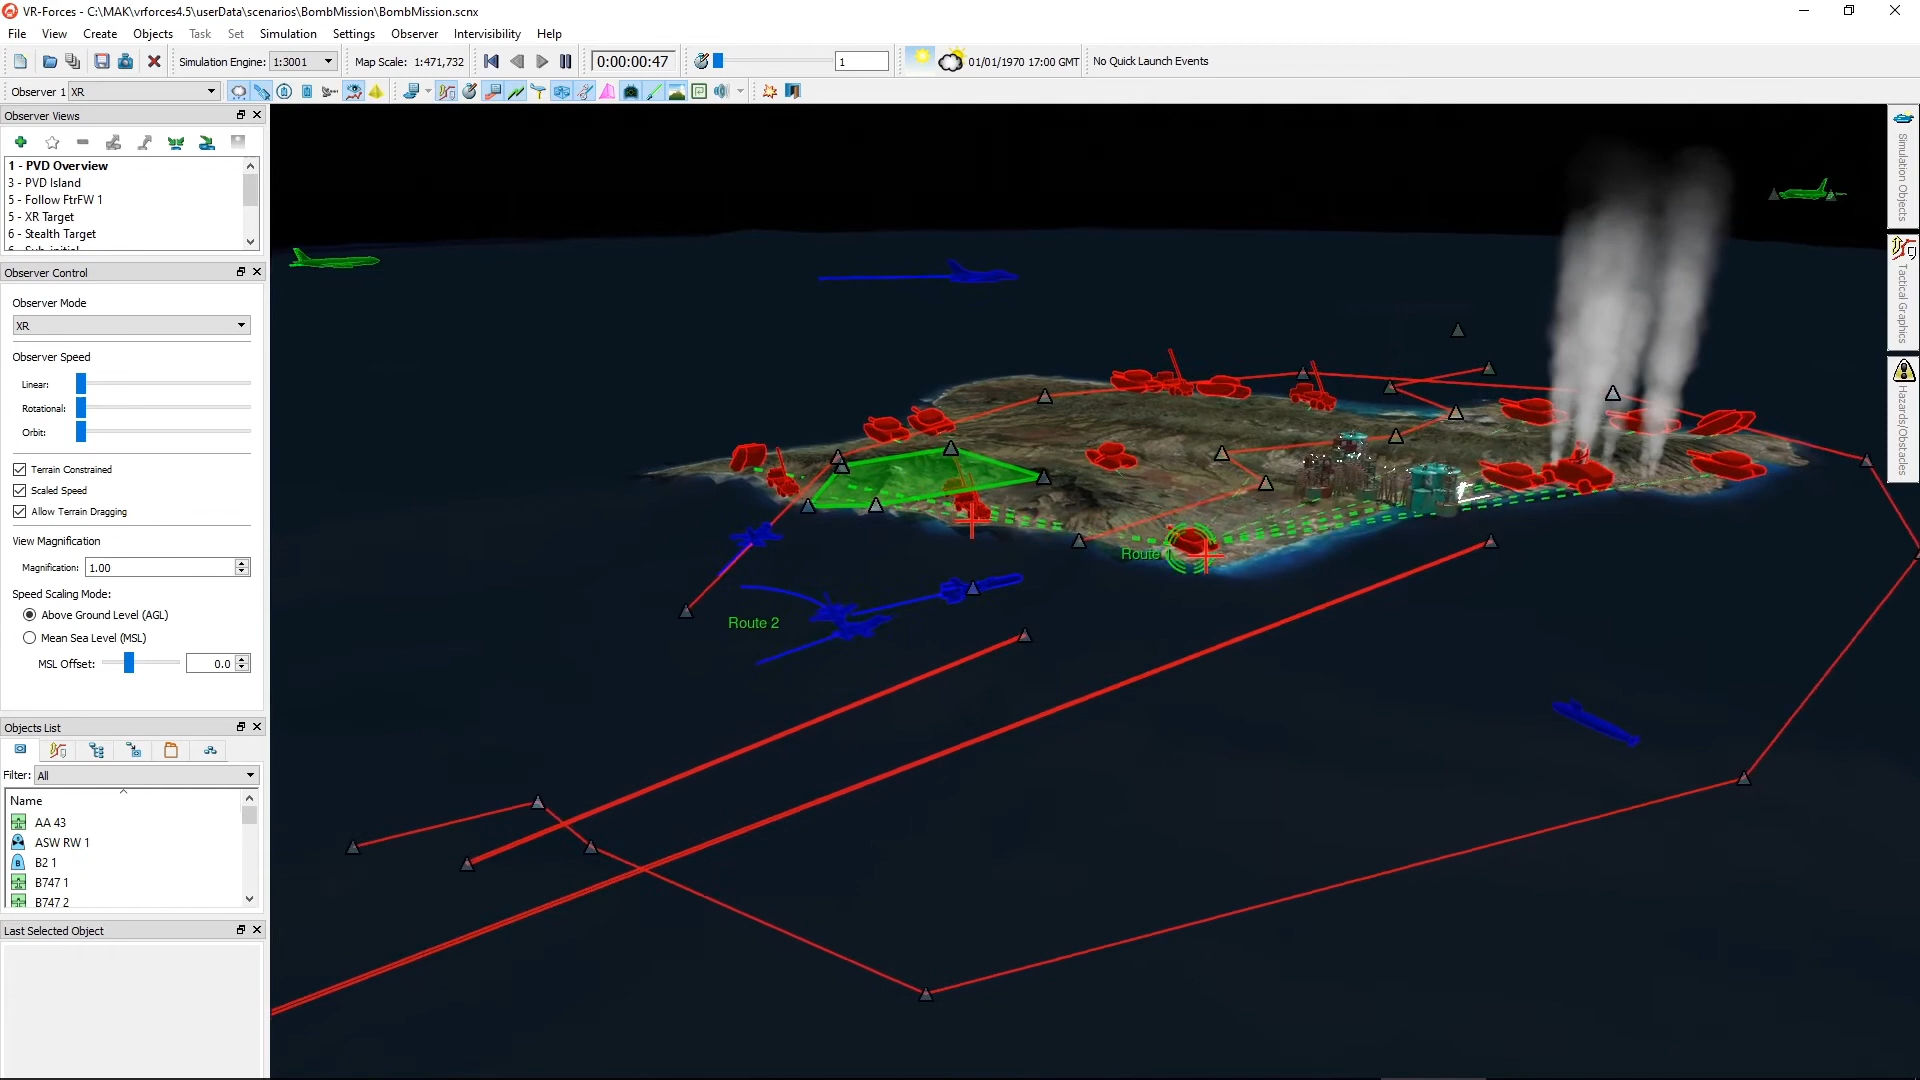 VR-Forces - C:\MAK\vrforces4.5\userData\scenarios\BombMission\BombMission.scnx
File View Create Objects Task Set Simulation Settings Observer Intervisibility Help
Simulation Engine: 1:3001 Map Scale: 1:471,732 0:00:00:47 1 01/01/1970 17:00 GMT No Quick Launch Events
Observer 1 XR
Observer Views
1 - PVD Overview
3 - PVD Island
5 - Follow FtrFW 1
5 - XR Target
6 - Stealth Target
Observer Control
Observer Mode
XR
Observer Speed
Linear:
Rotational:
Orbit:
Terrain Constrained
Scaled Speed
Allow Terrain Dragging
View Magnification
Magnification: 1.00
Speed Scaling Mode:
Above Ground Level (AGL)
Mean Sea Level (MSL)
MSL Offset: 0.0
Objects List
Filter: All
Name
AA 43
ASW RW 1
B2 1
B747 1
B747 2
Last Selected Object
Route 1
Route 2
Simulation Objects
Tactical Graphics
Hazards/Obstacles